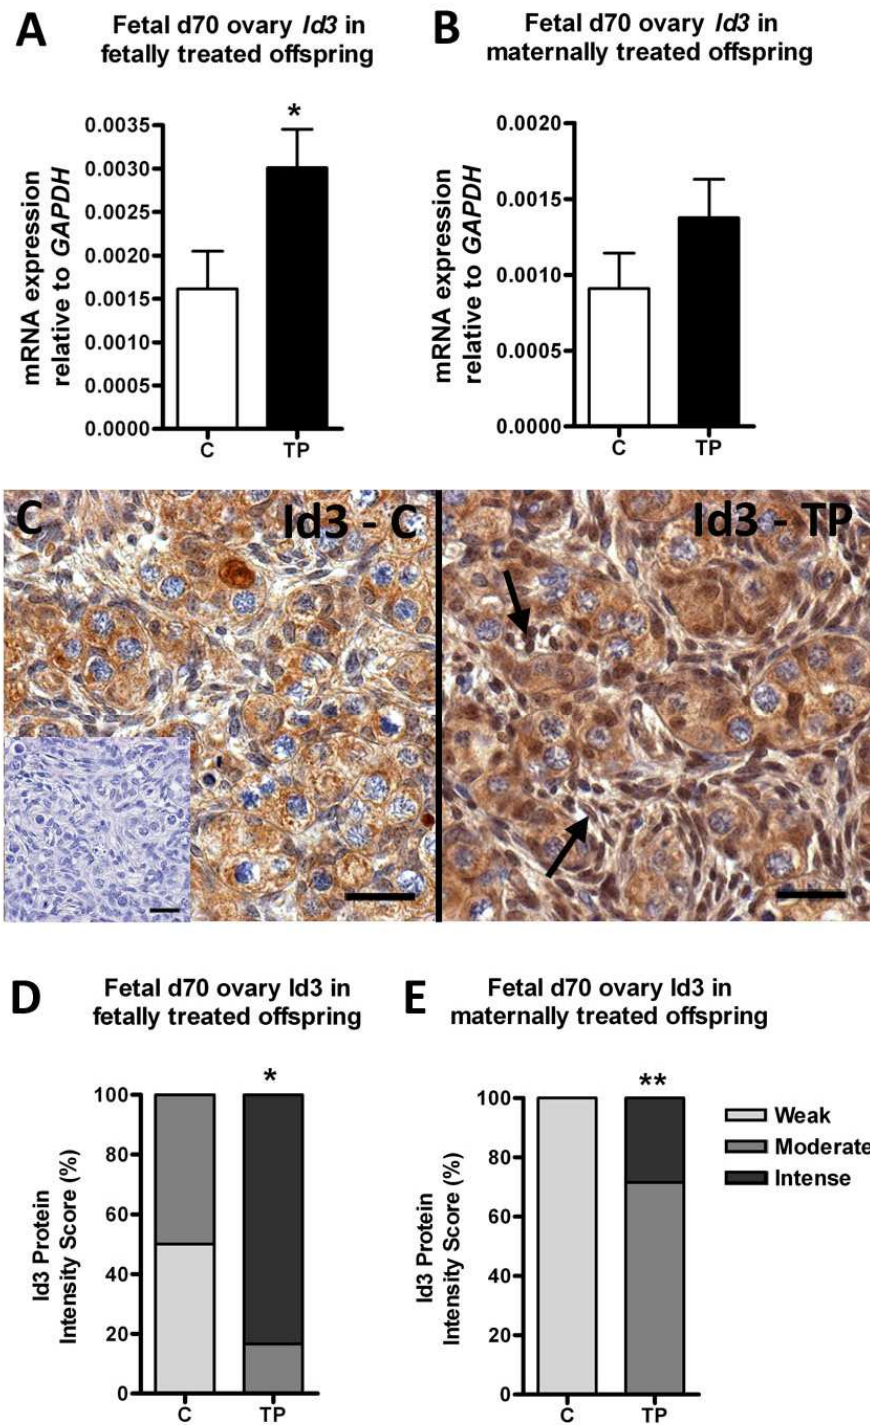 A
Fetal d70 ovary Id3 in
fetally treated offspring
*
mRNA expression
relative to GAPDH
0.0035
0.0030
0.0025
0.0020
0.0015
0.0010
0.0005
0.0000
C
TP
B
Fetal d70 ovary Id3 in
maternally treated offspring
mRNA expression
relative to GAPDH
0.0020
0.0015
0.0010
0.0005
0.0000
C
TP
C
Id3 - C
Id3 - TP
D
Fetal d70 ovary Id3 in
fetally treated offspring
*
Id3 Protein
Intensity Score (%)
100
80
60
40
20
0
C
TP
E
Fetal d70 ovary Id3 in
maternally treated offspring
**
Id3 Protein
Intensity Score (%)
100
80
60
40
20
0
C
TP
Weak
Moderate
Intense